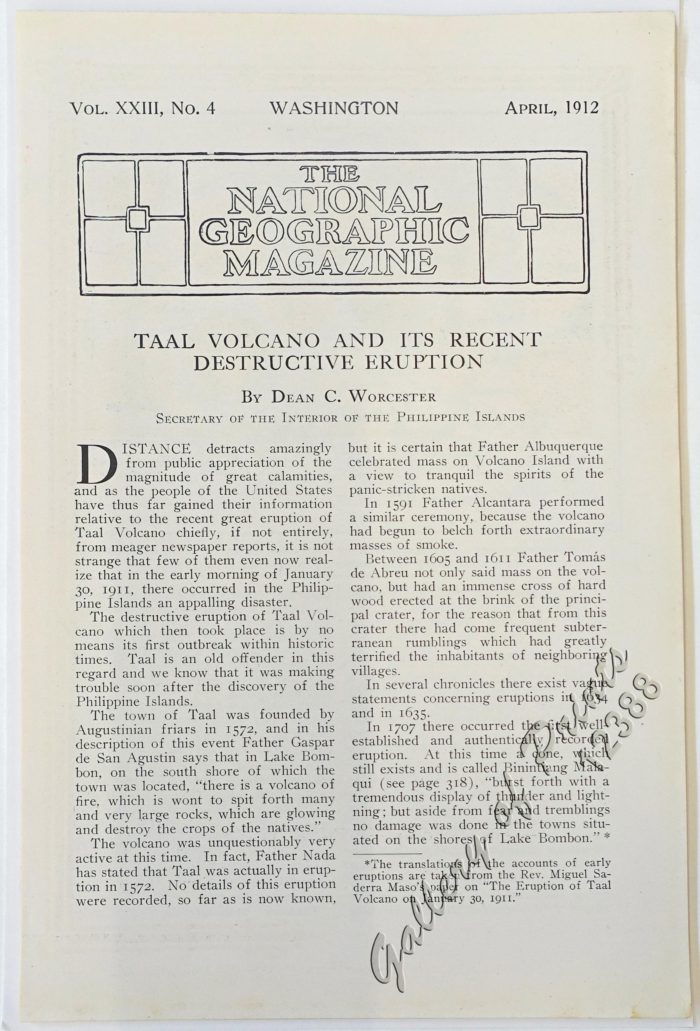 VOL. XXIII, NO. 4 WASHINGTON APRIL, 1912
THE
NATIONAL
GEOGRAPHIC
MAGAZINE
TAAL VOLCANO AND ITS RECENT
DESTRUCTIVE ERUPTION
BY DEAN C. WORCESTER
SECRETARY OF THE INTERIOR OF THE PHILIPPINE ISLANDS
DISTANCE detracts amazingly
from public appreciation of the
magnitude of great calamities,
and as the people of the United States
have thus far gained their information
relative to the recent great eruption of
Taal Volcano chiefly, if not entirely,
from meager newspaper reports, it is not
strange that few of them even now real-
ize that in the early morning of January
30, 1911, there occurred in the Philip-
pine Islands an appalling disaster.
The destructive eruption of Taal Vol-
cano which then took place is by no
means its first outbreak within historic
times. Taal is an old offender in this
regard and we know that it was making
trouble soon after the discovery of the
Philippine Islands.
The town of Taal was founded by
Augustinian friars in 1572, and in his
description of this event Father Gaspar
de San Agustin says that in Lake Bom-
bon, on the south shore of which the
town was located, "there is a volcano of
fire, which is wont to spit forth many
and very large rocks, which are glowing
and destroy the crops of the natives."
The volcano was unquestionably very
active at this time. In fact, Father Nada
has stated that Taal was actually in erup-
tion in 1572. No details of this eruption
were recorded, so far as is now known,
but it is certain that Father Albuquerque
celebrated mass on Volcano Island with
a view to tranquil the spirits of the
panic-stricken natives.
In 1591 Father Alcantara performed
a similar ceremony, because the volcano
had begun to belch forth extraordinary
masses of smoke.
Between 1605 and 1611 Father Tomás
de Abreu not only said mass on the vol-
cano, but had an immense cross of hard
wood erected at the brink of the princi-
pal crater, for the reason that from this
crater there had come frequent subter-
ranean rumblings which had greatly
terrified the inhabitants of neighboring
villages.
In several chronicles there exist vague
statements concerning eruptions in 1634
and in 1635.
In 1707 there occurred the first well-
established and authentically recorded
eruption. At this time a cone, which
still exists and is called Binintiang Mala-
qui (see page 318), "burst forth with a
tremendous display of thunder and light-
ning; but aside from fear and tremblings
no damage was done in the towns situ-
ated on the shores of Lake Bombon." *
*The translations of the accounts of early
eruptions are taken from the Rev. Miguel Sa-
derra Maso's paper on "The Eruption of Taal
Volcano on January 30, 1911."
Gallery of Prints
42388